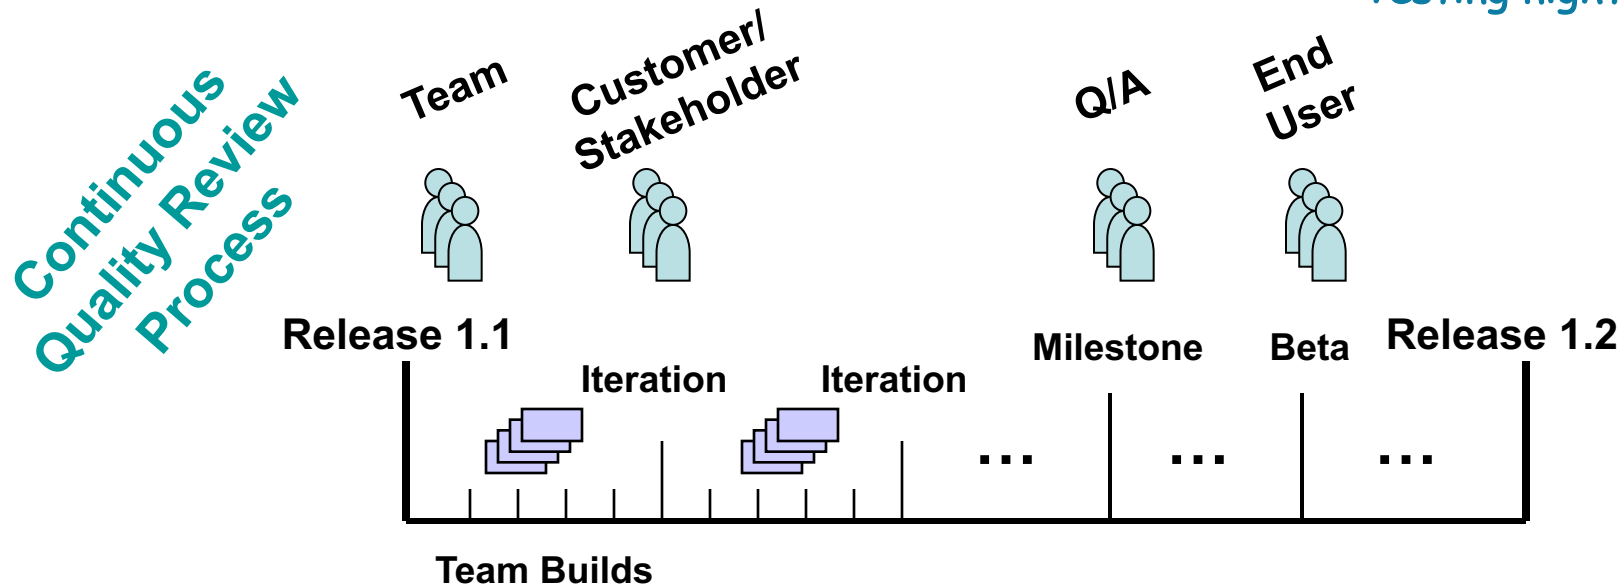 Continuous
Quality Review
Process
Team
Customer/
Stakeholder
Q/A
End
User
Release 1.1
Iteration
Iteration
Milestone
Beta
Release 1.2
...
...
...
Team Builds